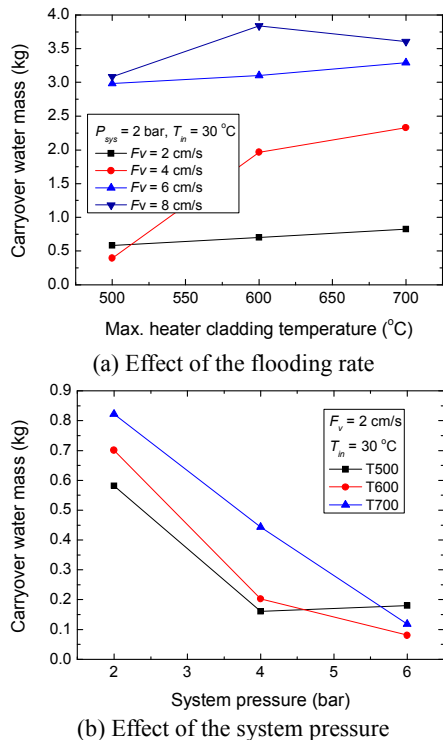 4.0
3.5
3.0
2.5
2.0
1.5
1.0
0.5
0.0
Carryover water mass (kg)
P_sys = 2 bar, T_in = 30 °C
Fv = 2 cm/s
Fv = 4 cm/s
Fv = 6 cm/s
Fv = 8 cm/s
500 550 600 650 700
Max. heater cladding temperature (°C)
(a) Effect of the flooding rate
0.9
0.8
0.7
0.6
0.5
0.4
0.3
0.2
0.1
0.0
Carryover water mass (kg)
F_v = 2 cm/s
T_in = 30 °C
T500
T600
T700
2 3 4 5 6
System pressure (bar)
(b) Effect of the system pressure